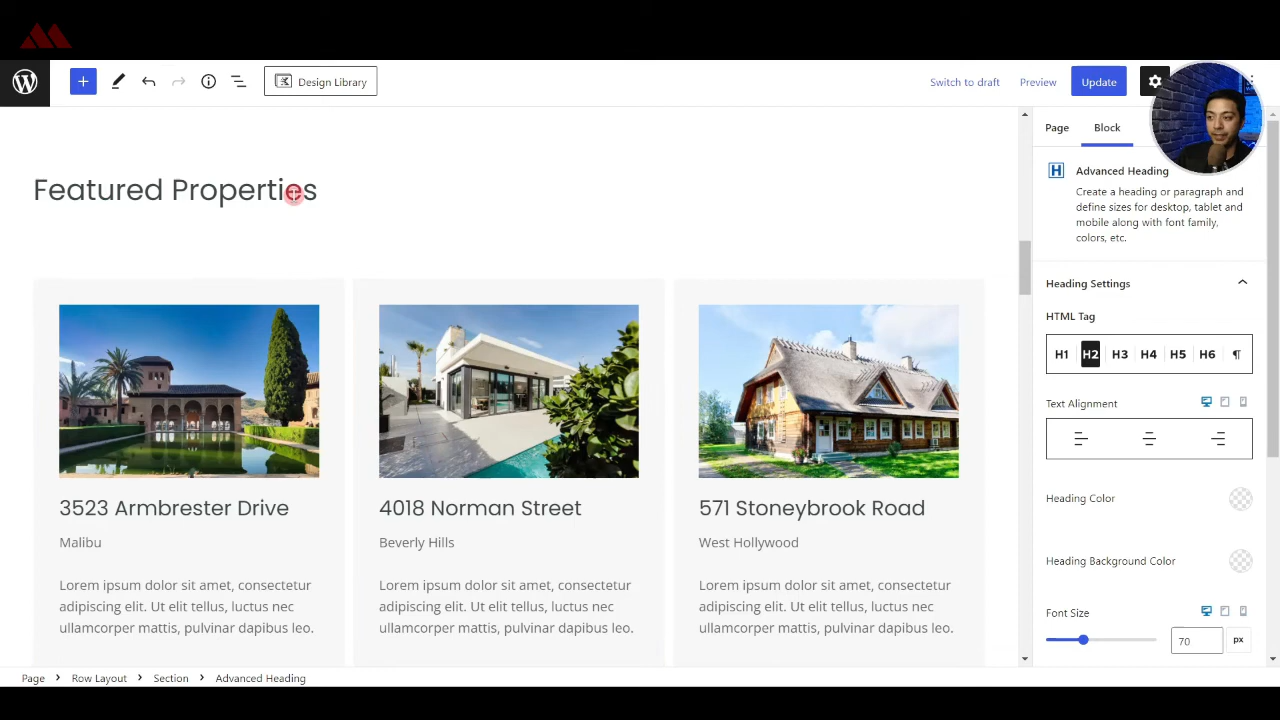 Design Library
Switch to draft
Preview
Update
Page
Block
Featured Properties
Advanced Heading
Create a heading or paragraph and
define sizes for desktop, tablet and
mobile along with font family,
colors, etc.
Heading Settings
HTML Tag
H1 H2 H3 H4 H5 H6 ¶
Text Alignment
Heading Color
Heading Background Color
Font Size
70 px
3523 Armbrester Drive
Malibu
Lorem ipsum dolor sit amet, consectetur
adipiscing elit. Ut elit tellus, luctus nec
ullamcorper mattis, pulvinar dapibus leo.
4018 Norman Street
Beverly Hills
Lorem ipsum dolor sit amet, consectetur
adipiscing elit. Ut elit tellus, luctus nec
ullamcorper mattis, pulvinar dapibus leo.
571 Stoneybrook Road
West Hollywood
Lorem ipsum dolor sit amet, consectetur
adipiscing elit. Ut elit tellus, luctus nec
ullamcorper mattis, pulvinar dapibus leo.
Page > Row Layout > Section > Advanced Heading